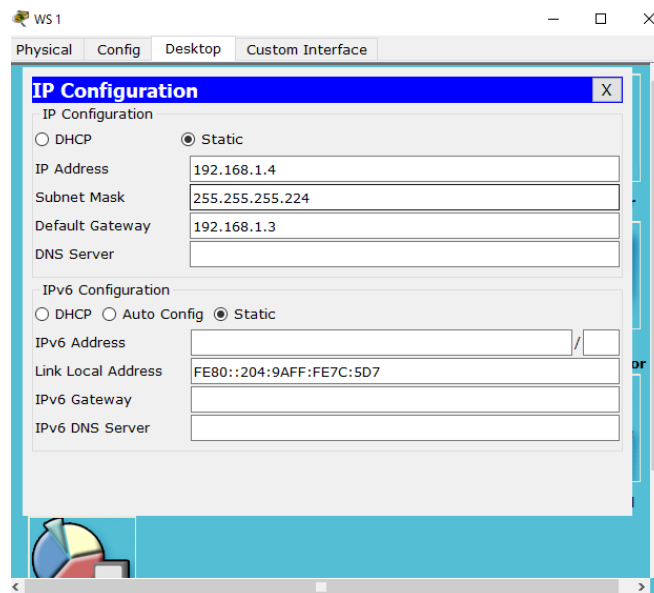 WS 1
Physical Config Desktop Custom Interface
IP Configuration X
IP Configuration
DHCP Static
IP Address 192.168.1.4
Subnet Mask 255.255.255.224
Default Gateway 192.168.1.3
DNS Server
IPv6 Configuration
DHCP Auto Config Static
IPv6 Address /
Link Local Address FE80::204:9AFF:FE7C:5D7
IPv6 Gateway
IPv6 DNS Server
or